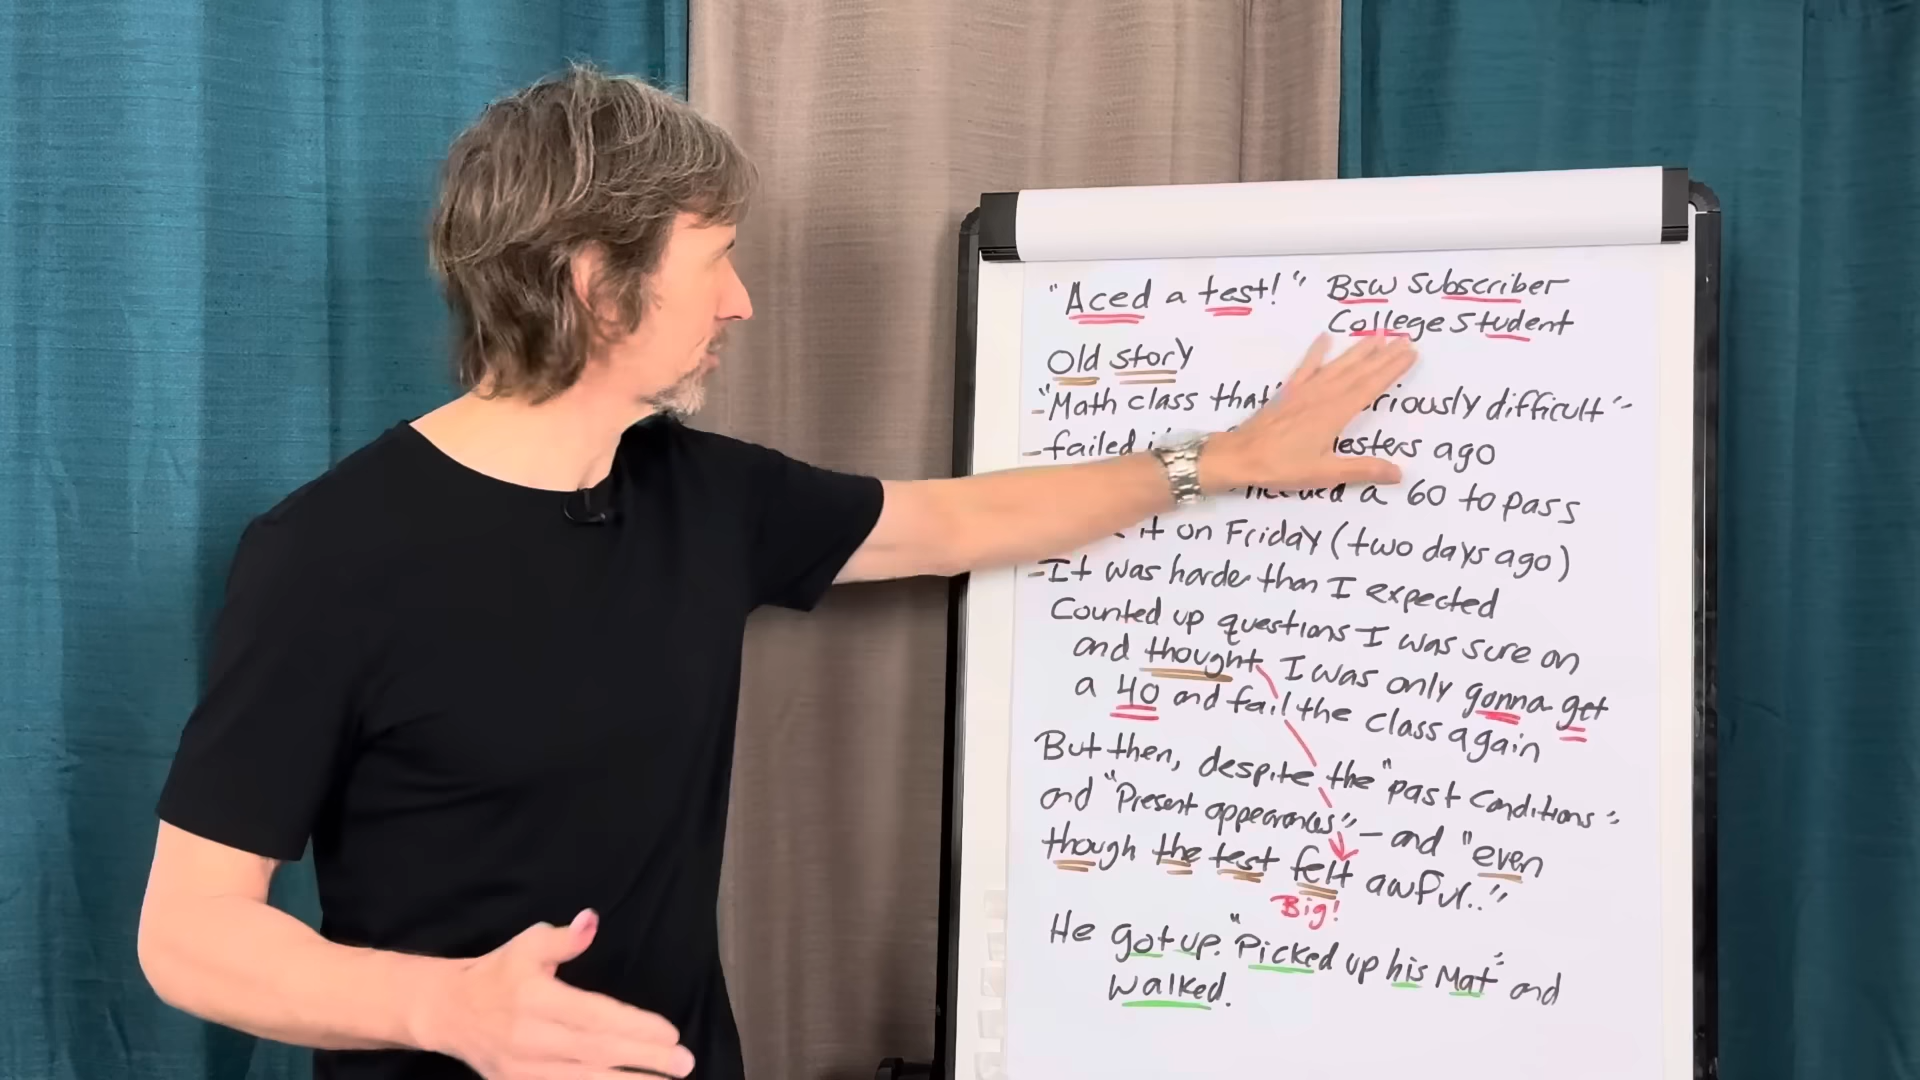 "Aced a test!" BSW Subscriber
College Student
Old story
-"Math class that's riously difficult"-
-failed esters ago
a 60 to pass
it on Friday (two days ago)
-It was harder than I expected
Counted up questions I was sure on
and thought I was only gonna get
a 40 and fail the class again
But then, despite the "past conditions"
and "Present appearances" - and "even
though the test felt awful.."
Big!
He got up. "Picked up his mat" and
walked.